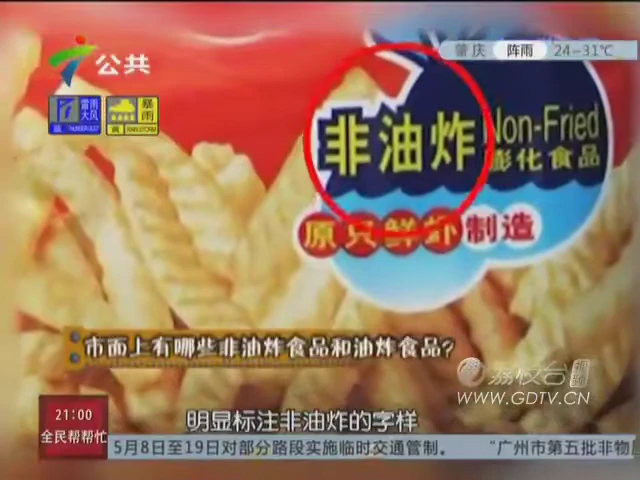 公共
肇庆 阵雨 24-31℃
雷雨大风
蓝 THUNDER GUST
暴雨
黄 RAINSTORM
非油炸 Non-Fried
膨化食品
原只鲜虾制造
市面上有哪些非油炸食品和油炸食品?
荔枝台
WWW.GDTV.CN
21:00
全民帮帮忙
明显标注非油炸的字样
5月8日至19日对部分路段实施临时交通管制。 "广州市第五批非物